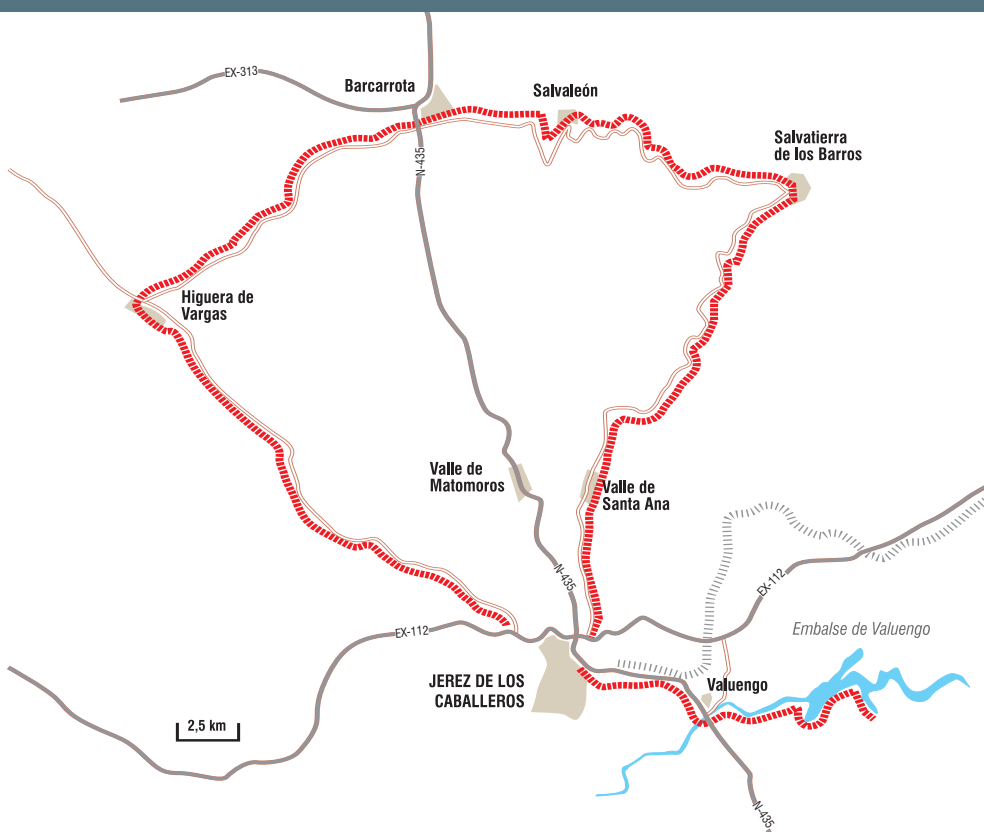 EX-313
Barcarrota
Salvaleón
Salvatierra
de los Barros
N-435
Higuera de
Vargas
Valle de
Matomoros
Valle de
Santa Ana
N-435
EX-112
EX-112
Embalse de Valuengo
JEREZ DE LOS
CABALLEROS
Valuengo
2,5 km
N-435